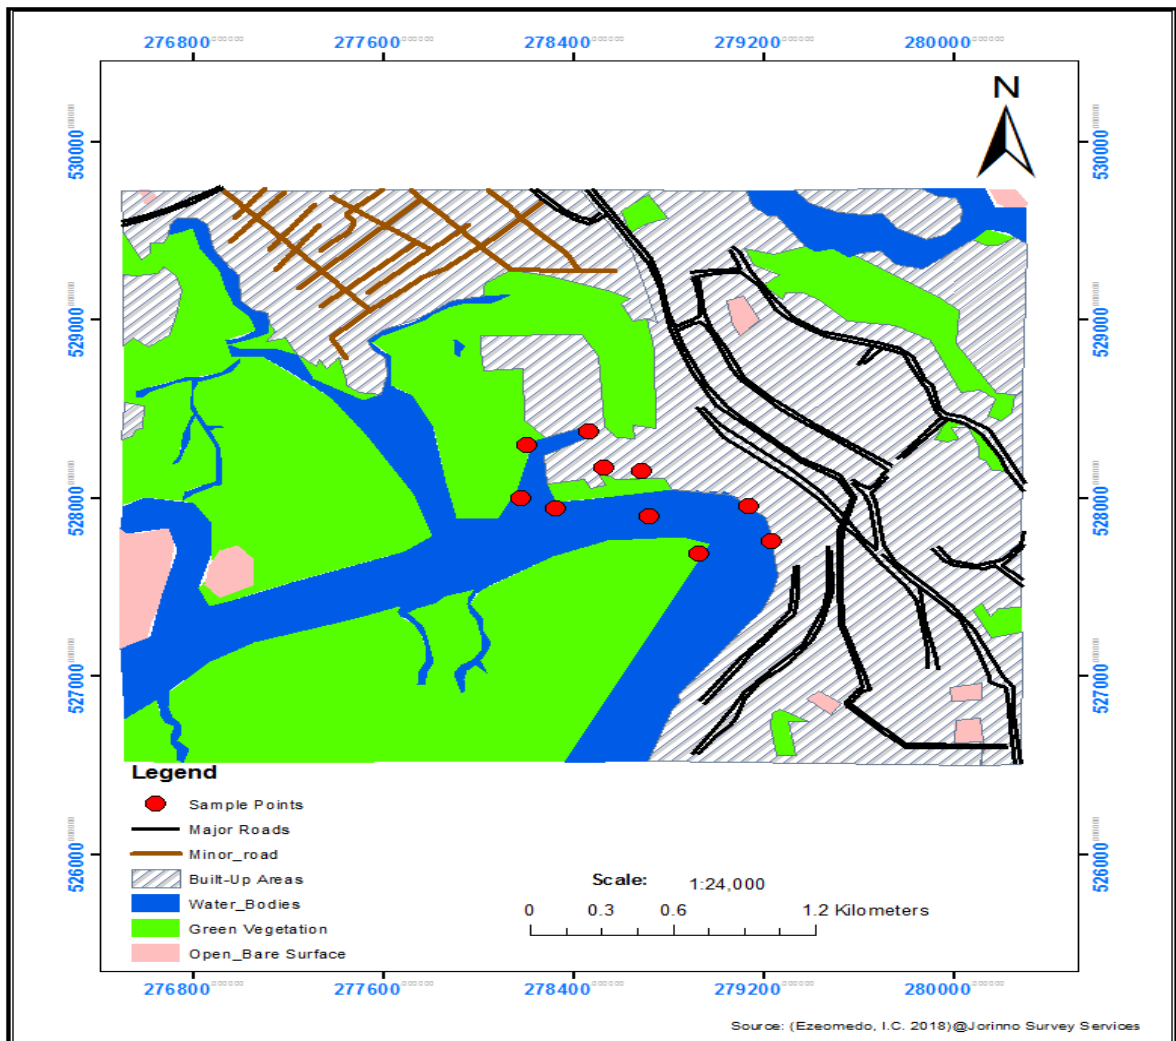 276800 277600 278400 279200 280000
N
530000 530000
529000 529000
528000 528000
527000 527000
526000 526000
Legend
Sample Points
Major Roads
Minor_road
Built-Up Areas
Water_Bodies
Green Vegetation
Open_Bare Surface
Scale: 1:24,000
0 0.3 0.6 1.2 Kilometers
276800 277600 278400 279200 280000
Source: (Ezeomedo, I.C. 2018)@Jorinno Survey Services